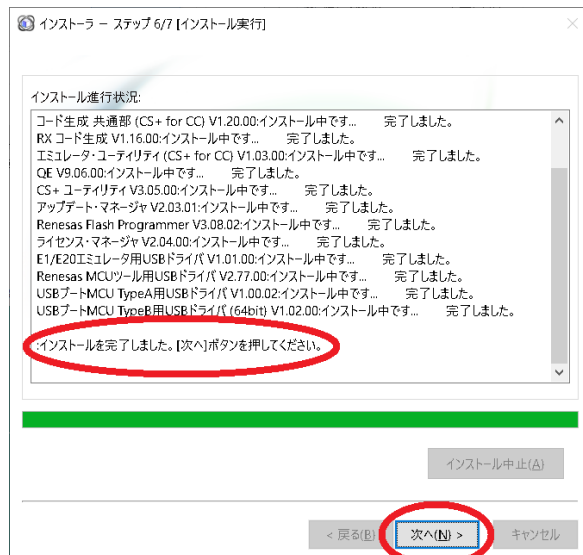 インストーラ － ステップ 6/7 [インストール実行]
インストール進行状況:
コード生成 共通部 (CS+ for CC) V1.20.00:インストール中です... 完了しました。
RX コード生成 V1.16.00:インストール中です... 完了しました。
エミュレータ・ユーティリティ (CS+ for CC) V1.03.00:インストール中です... 完了しました。
QE V9.06.00:インストール中です... 完了しました。
CS+ ユーティリティ V3.05.00:インストール中です... 完了しました。
アップデート・マネージャ V2.03.01:インストール中です... 完了しました。
Renesas Flash Programmer V3.08.02:インストール中です... 完了しました。
ライセンス・マネージャ V2.04.00:インストール中です... 完了しました。
E1/E20エミュレータ用USBドライバ V1.01.00:インストール中です... 完了しました。
Renesas MCUツール用USBドライバ V2.77.00:インストール中です... 完了しました。
USBブートMCU TypeA用USBドライバ V1.00.02:インストール中です... 完了しました。
USBブートMCU TypeB用USBドライバ (64bit) V1.02.00:インストール中です... 完了しました。
:インストールを完了しました。[次へ]ボタンを押してください。
インストール中止(A)
< 戻る(B) 次へ(N) > キャンセル